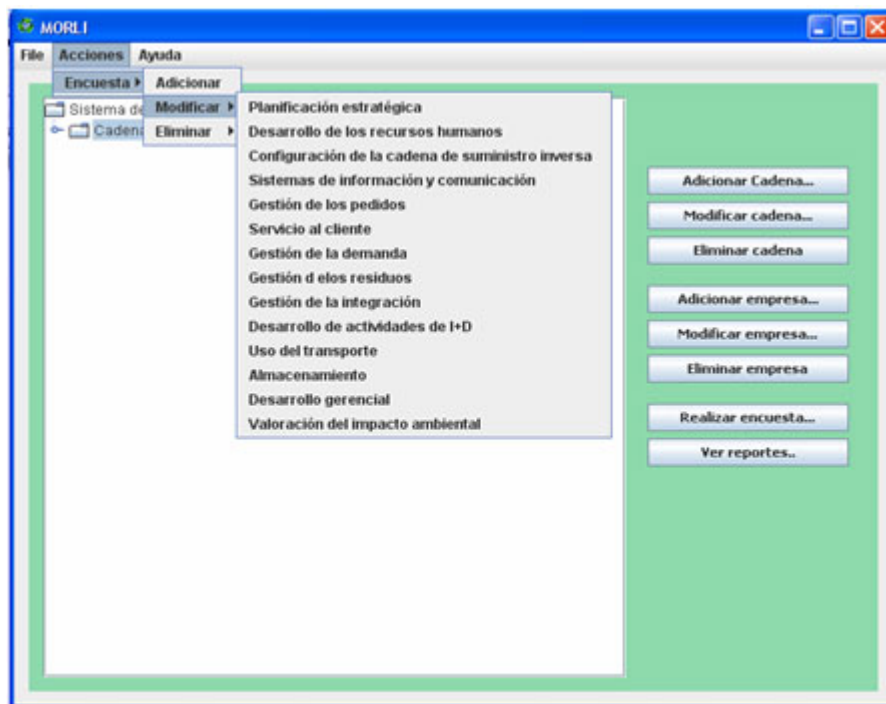 MORLI
File Acciones Ayuda
Encuesta Adicionar
Sistema de Modificar
Caden Eliminar
Planificación estratégica
Desarrollo de los recursos humanos
Configuración de la cadena de suministro inversa
Sistemas de información y comunicación
Gestión de los pedidos
Servicio al cliente
Gestión de la demanda
Gestión d elos residuos
Gestión de la integración
Desarrollo de actividades de I+D
Uso del transporte
Almacenamiento
Desarrollo gerencial
Valoración del impacto ambiental
Adicionar Cadena...
Modificar cadena...
Eliminar cadena
Adicionar empresa...
Modificar empresa...
Eliminar empresa
Realizar encuesta...
Ver reportes..